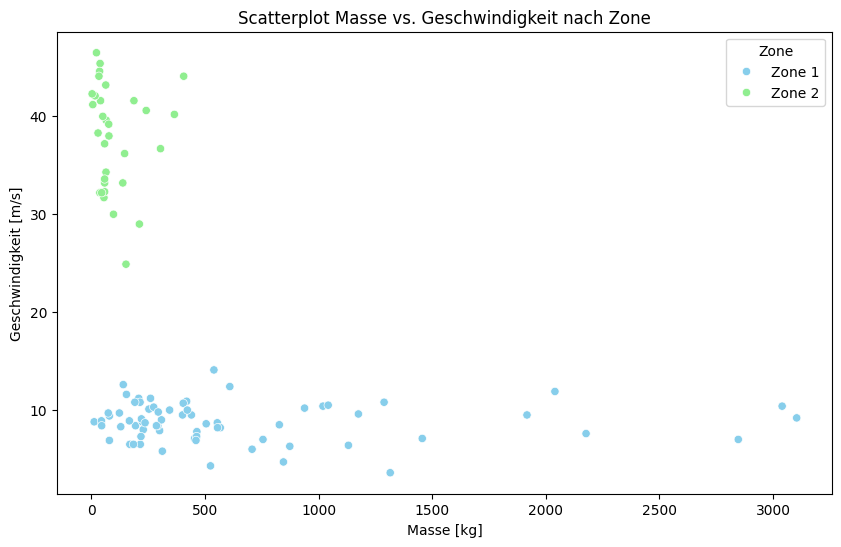 Scatterplot Masse vs. Geschwindigkeit nach Zone
Zone
Zone 1
Zone 2
Geschwindigkeit [m/s]
40
30
20
10
0
500
1000
1500
2000
2500
3000
Masse [kg]